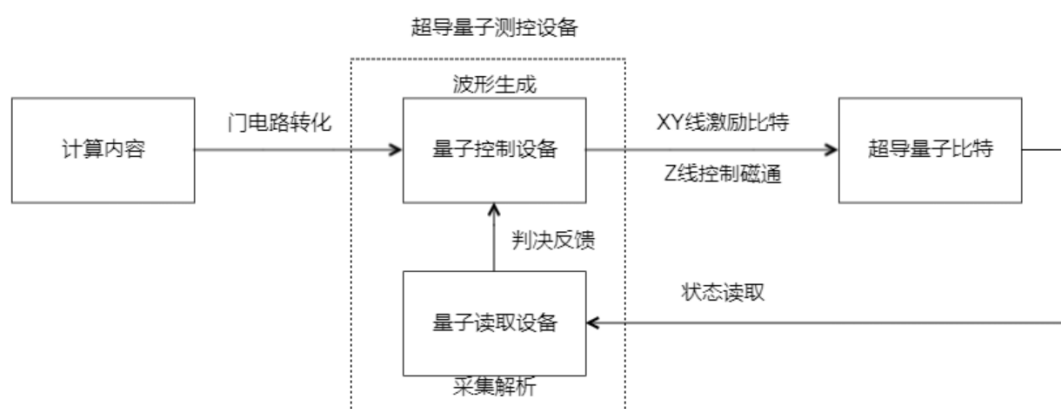 超导量子测控设备
波形生成
计算内容
门电路转化
量子控制设备
XY线激励比特
Z线控制磁通
超导量子比特
判决反馈
量子读取设备
状态读取
采集解析